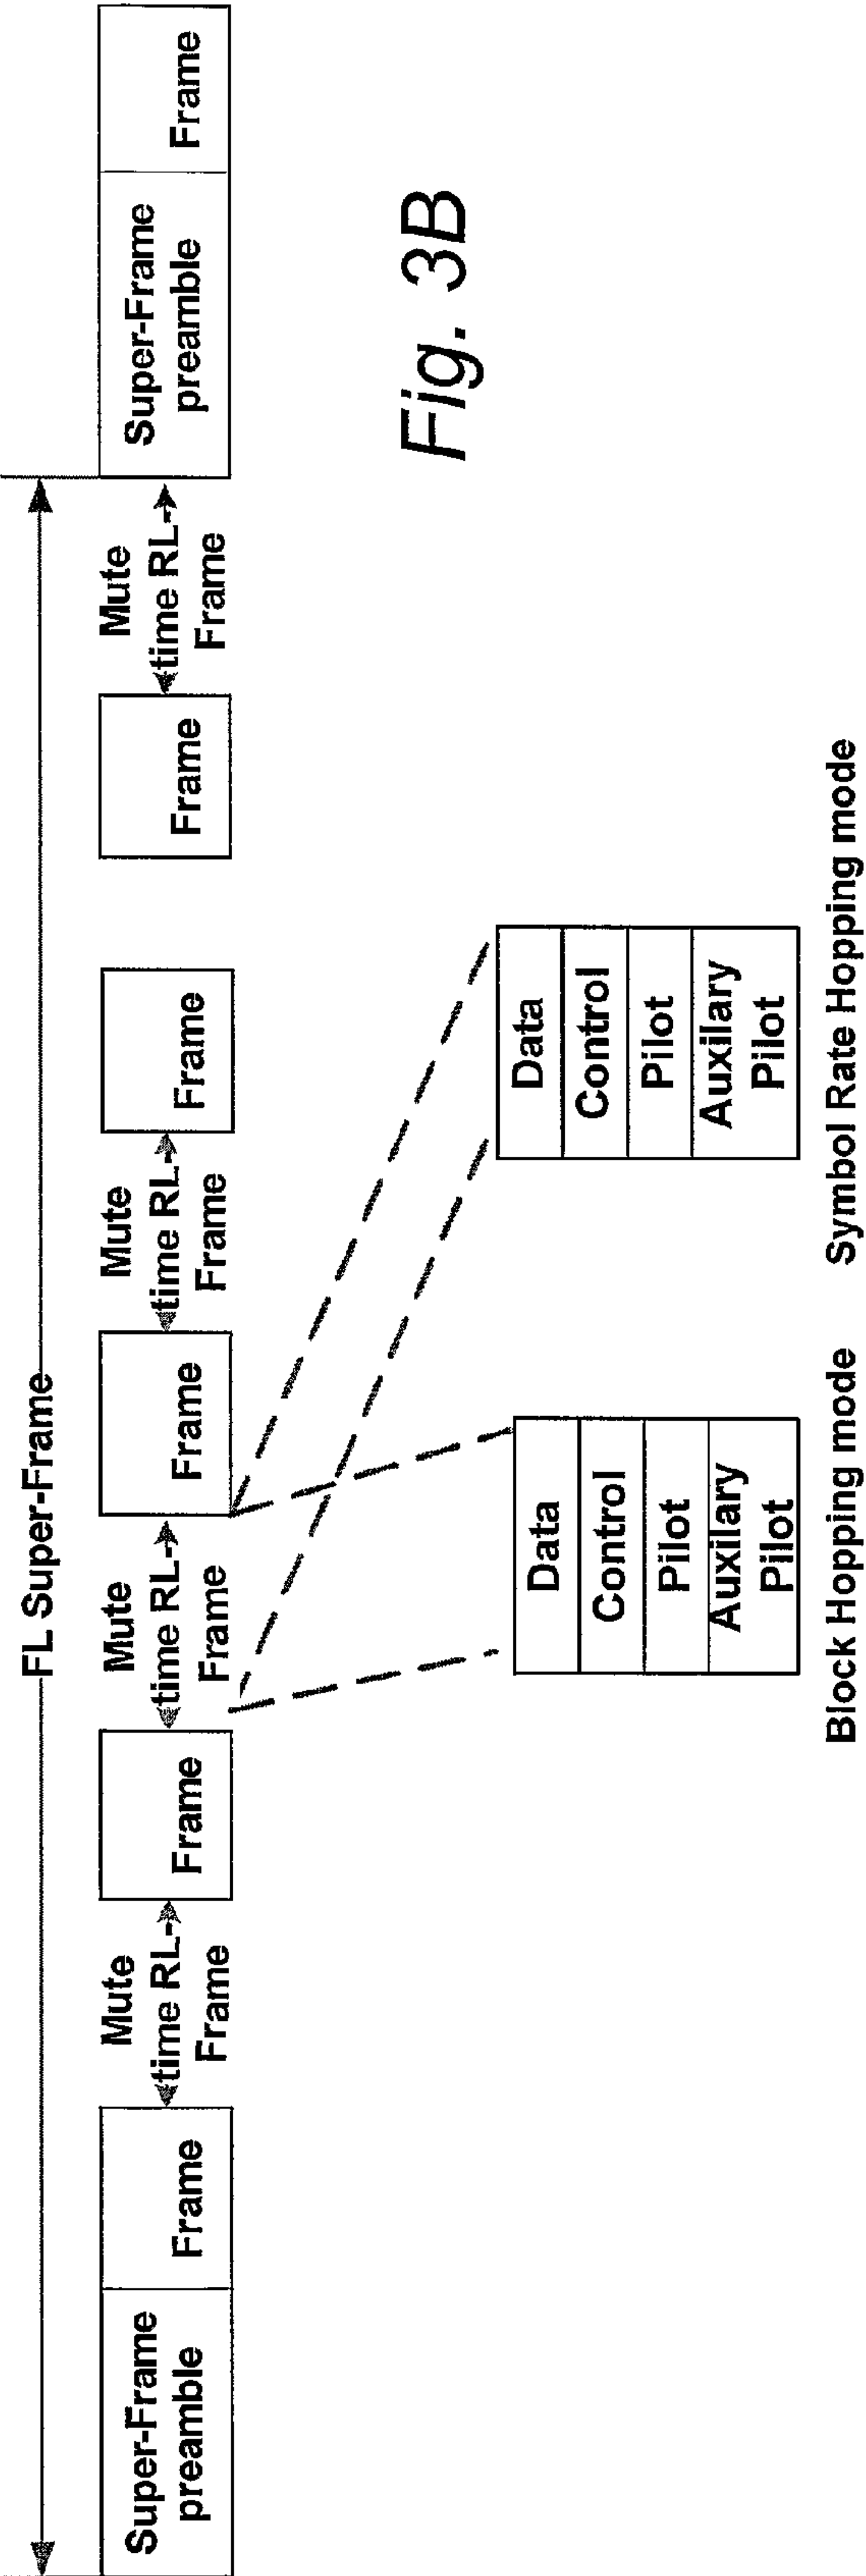 FL Super-Frame
Super-Frame
preamble
Frame
Mute
time RL-
Frame
Frame
Mute
time RL-
Frame
Frame
Mute
time RL-
Frame
Frame
Frame
Mute
time RL-
Frame
Super-Frame
preamble
Frame
Data
Control
Pilot
Auxilary
Pilot
Block Hopping mode
Data
Control
Pilot
Auxilary
Pilot
Symbol Rate Hopping mode
Fig. 3B